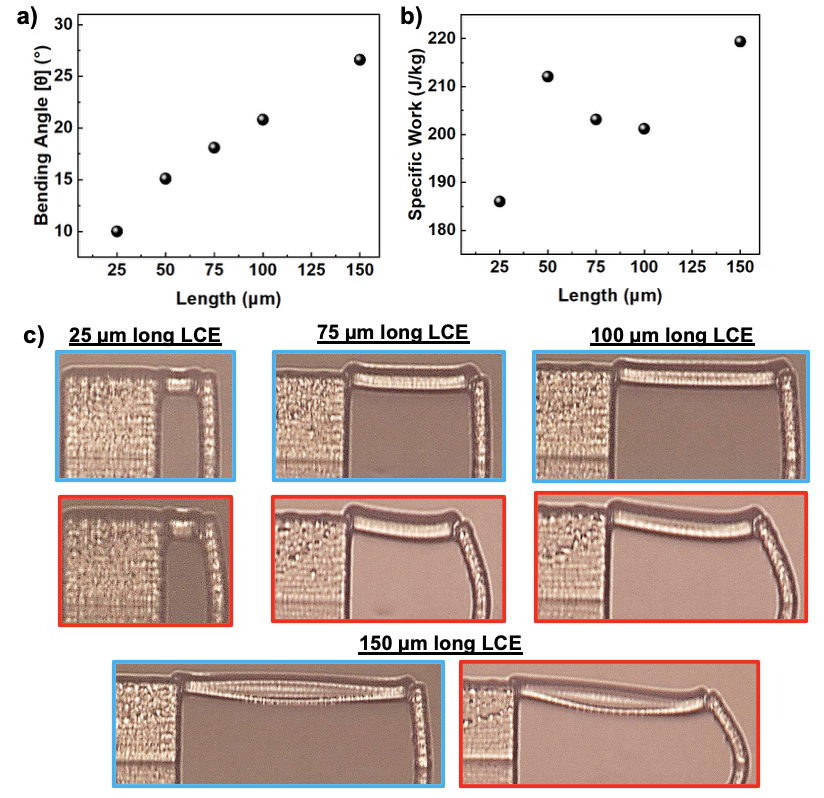 a)
Bending Angle [θ] (°)
30
25
20
15
10
25 50 75 100 125 150
Length (µm)
b)
Specific Work (J/kg)
220
210
200
190
180
25 50 75 100 125 150
Length (µm)
c)
25 µm long LCE
75 µm long LCE
100 µm long LCE
150 µm long LCE